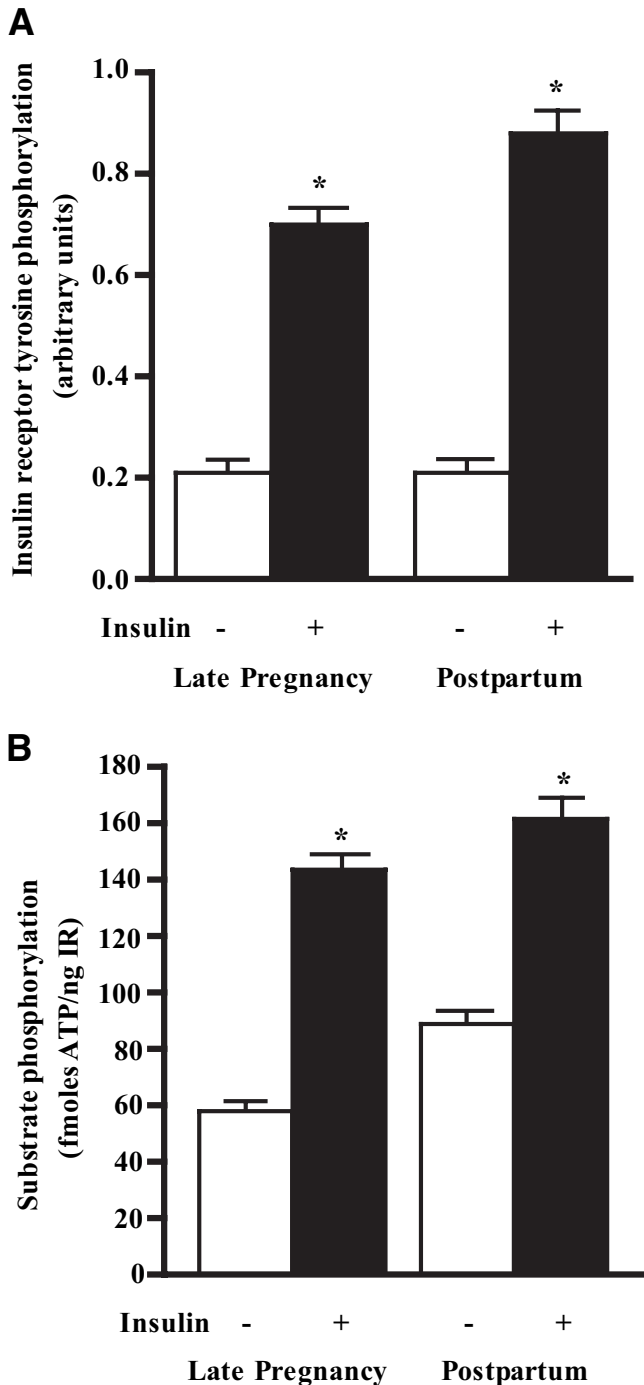 A
Insulin receptor tyrosine phosphorylation
(arbitrary units)
1.0
0.8
0.6
0.4
0.2
0.0
*
*
Insulin - + - +
Late Pregnancy Postpartum
B
Substrate phosphorylation
(fmoles ATP/ng IR)
180
160
140
120
100
80
60
40
20
0
*
*
Insulin - + - +
Late Pregnancy Postpartum